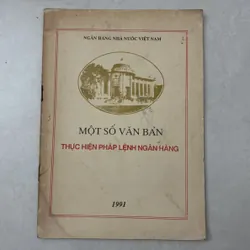 NGÂN HÀNG NHÀ NƯỚC VIỆT NAM
MỘT SỐ VĂN BẢN
THỰC HIỆN PHÁP LỆNH NGÂN HÀNG
1991